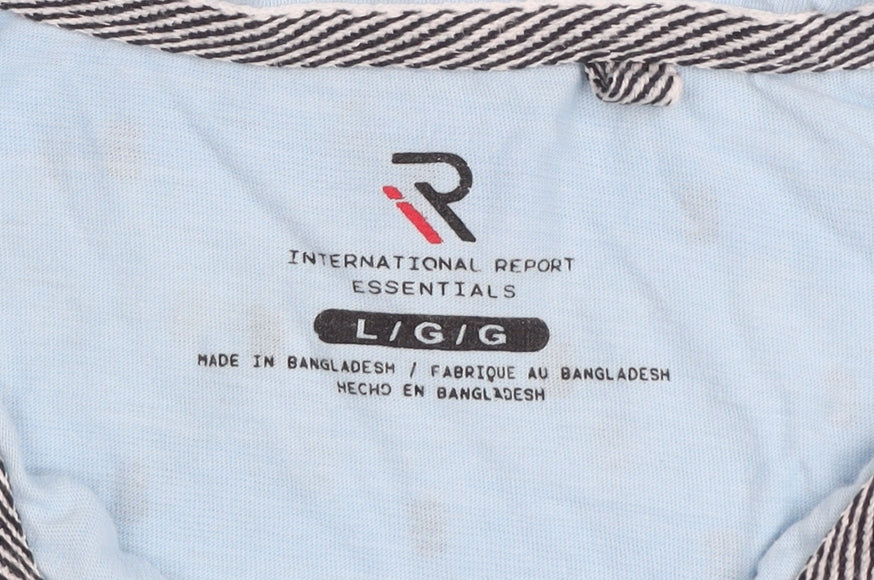 iR
INTERNATIONAL REPORT
ESSENTIALS
L/G/G
MADE IN BANGLADESH / FABRIQUE AU BANGLADESH
HECHO EN BANGLADESH